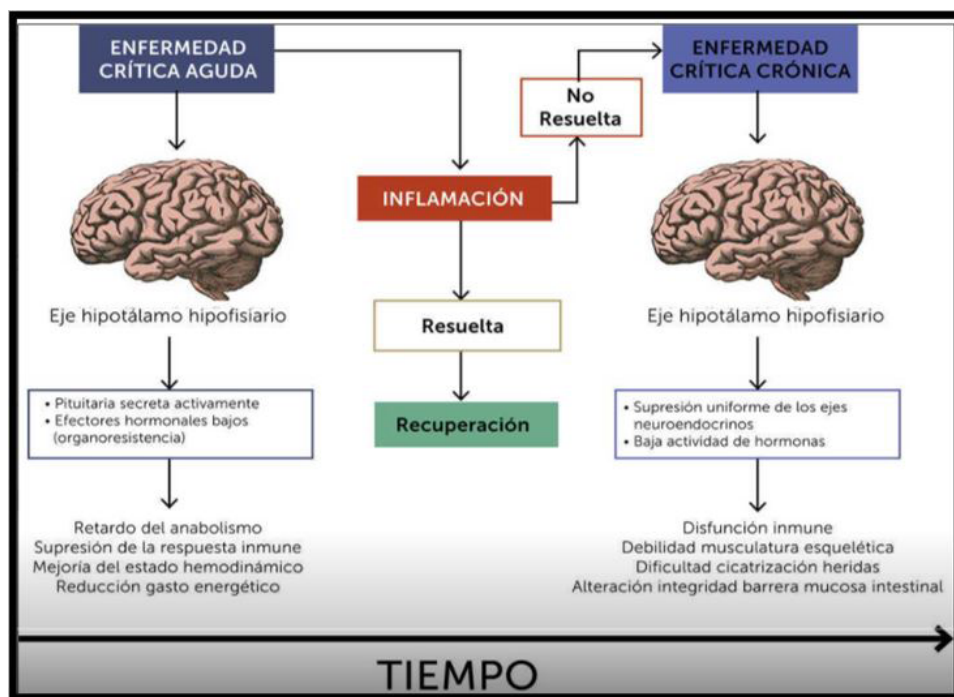 ENFERMEDAD
CRÍTICA AGUDA
Eje hipotálamo hipofisiario
• Pituitaria secreta activamente
• Efectores hormonales bajos
(organoresistencia)
Retardo del anabolismo
Supresión de la respuesta inmune
Mejoría del estado hemodinámico
Reducción gasto energético
INFLAMACIÓN
No
Resuelta
Resuelta
Recuperación
ENFERMEDAD
CRÍTICA CRÓNICA
Eje hipotálamo hipofisiario
• Supresión uniforme de los ejes
neuroendocrinos
• Baja actividad de hormonas
Disfunción inmune
Debilidad musculatura esquelética
Dificultad cicatrización heridas
Alteración integridad barrera mucosa intestinal
TIEMPO